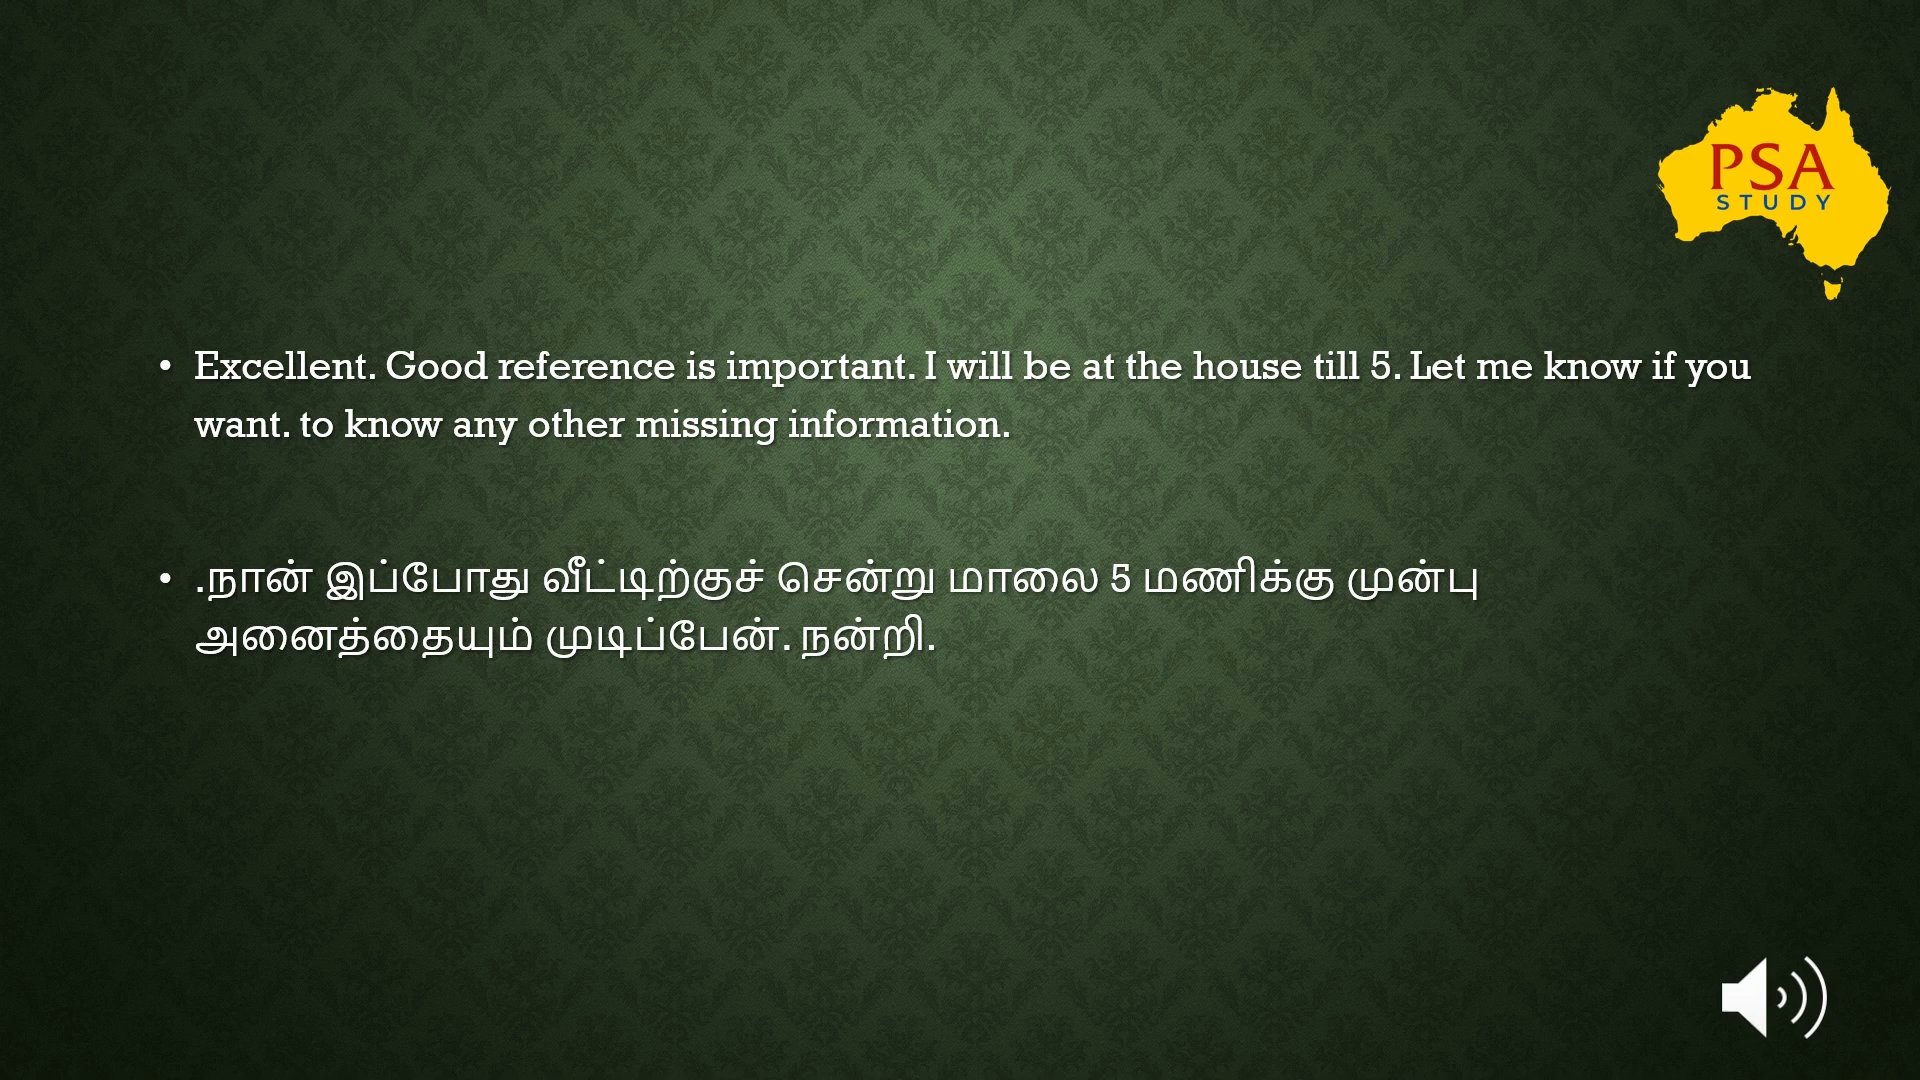 PSA
STUDY
• Excellent. Good reference is important. I will be at the house till 5. Let me know if you
want. to know any other missing information.
• .நான் இப்போது வீட்டிற்குச் சென்று மாலை 5 மணிக்கு முன்பு
அனைத்தையும் முடிப்பேன். நன்றி.